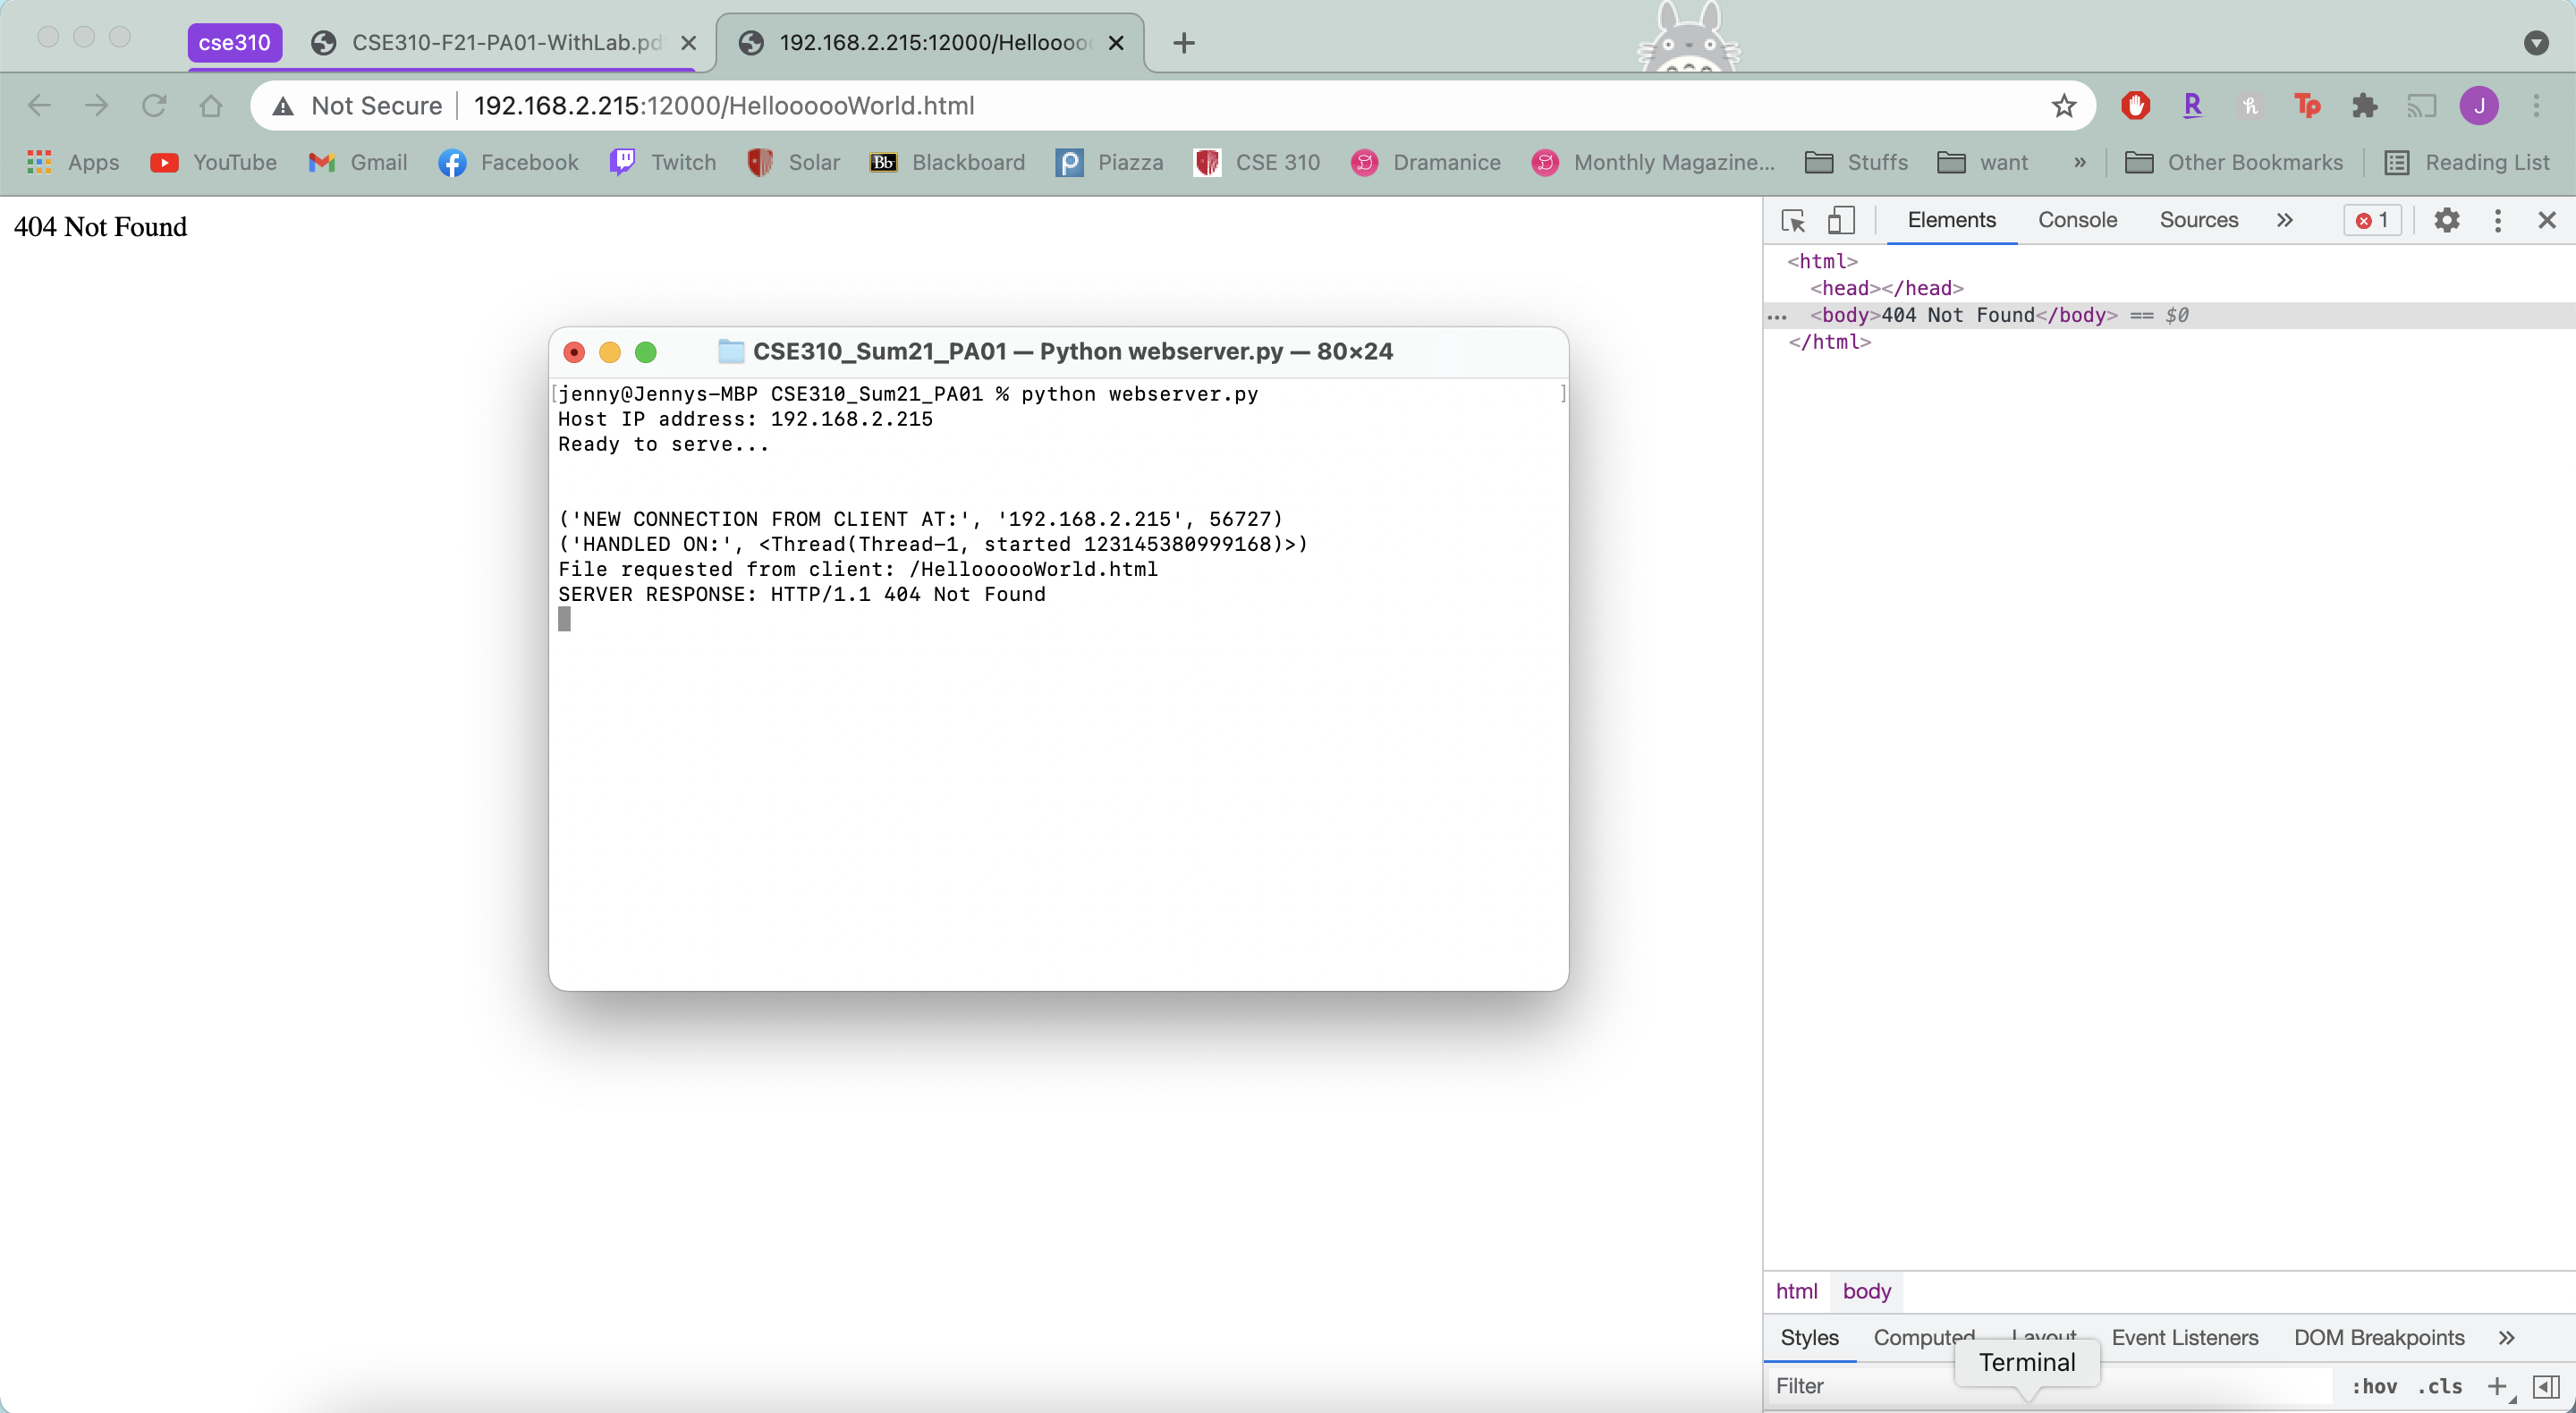 cse310
CSE310-F21-PA01-WithLab.pd
192.168.2.215:12000/Helloooo
Not Secure 192.168.2.215:12000/HelloooooWorld.html
J
Apps YouTube Gmail Facebook Twitch Solar Bb Blackboard Piazza CSE 310 Dramanice Monthly Magazine... Stuffs want » Other Bookmarks Reading List
404 Not Found
Elements Console Sources » 1
<html>
<head></head>
... <body>404 Not Found</body> == $0
</html>
CSE310_Sum21_PA01 — Python webserver.py — 80×24
[jenny@Jennys-MBP CSE310_Sum21_PA01 % python webserver.py ]
Host IP address: 192.168.2.215
Ready to serve...
('NEW CONNECTION FROM CLIENT AT:', '192.168.2.215', 56727)
('HANDLED ON:', <Thread(Thread-1, started 123145380999168)>)
File requested from client: /HelloooooWorld.html
SERVER RESPONSE: HTTP/1.1 404 Not Found
html body
Styles Computed Layout Event Listeners DOM Breakpoints »
Terminal
Filter :hov .cls +